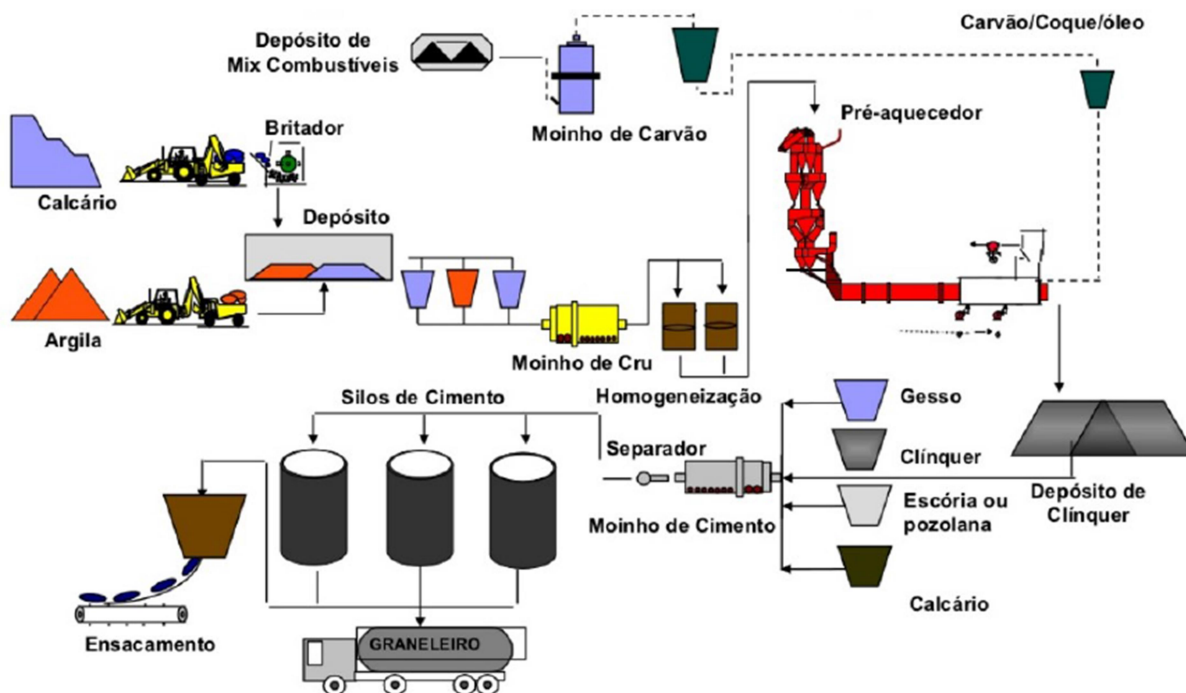 Carvão/Coque/óleo
Depósito de
Mix Combustíveis
Moinho de Carvão
Pré-aquecedor
Britador
Calcário
Depósito
Argila
Moinho de Cru
Homogeneização
Silos de Cimento
Separador
Moinho de Cimento
Gesso
Clínquer
Escória ou
pozolana
Calcário
Depósito de
Clínquer
Ensacamento
GRANELEIRO